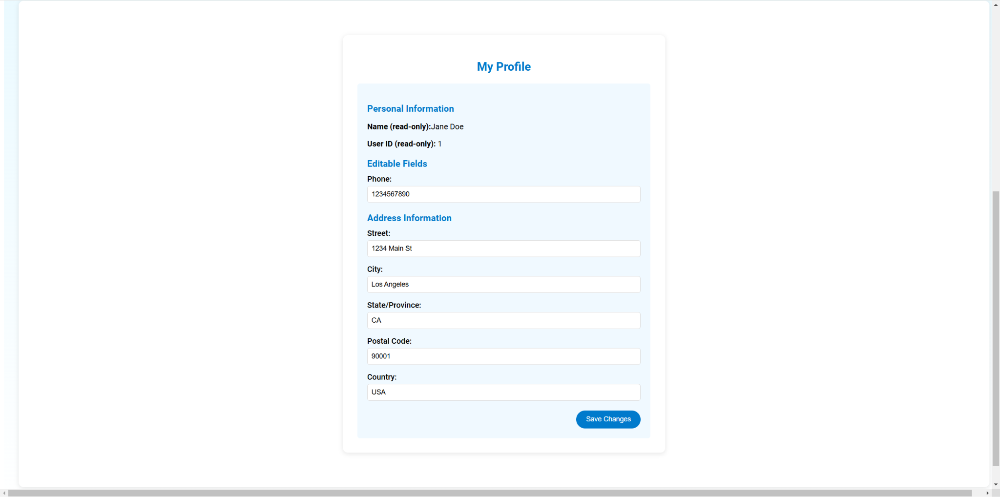 My Profile
Personal Information
Name (read-only):Jane Doe
User ID (read-only): 1
Editable Fields
Phone:
1234567890
Address Information
Street:
1234 Main St
City:
Los Angeles
State/Province:
CA
Postal Code:
90001
Country:
USA
Save Changes